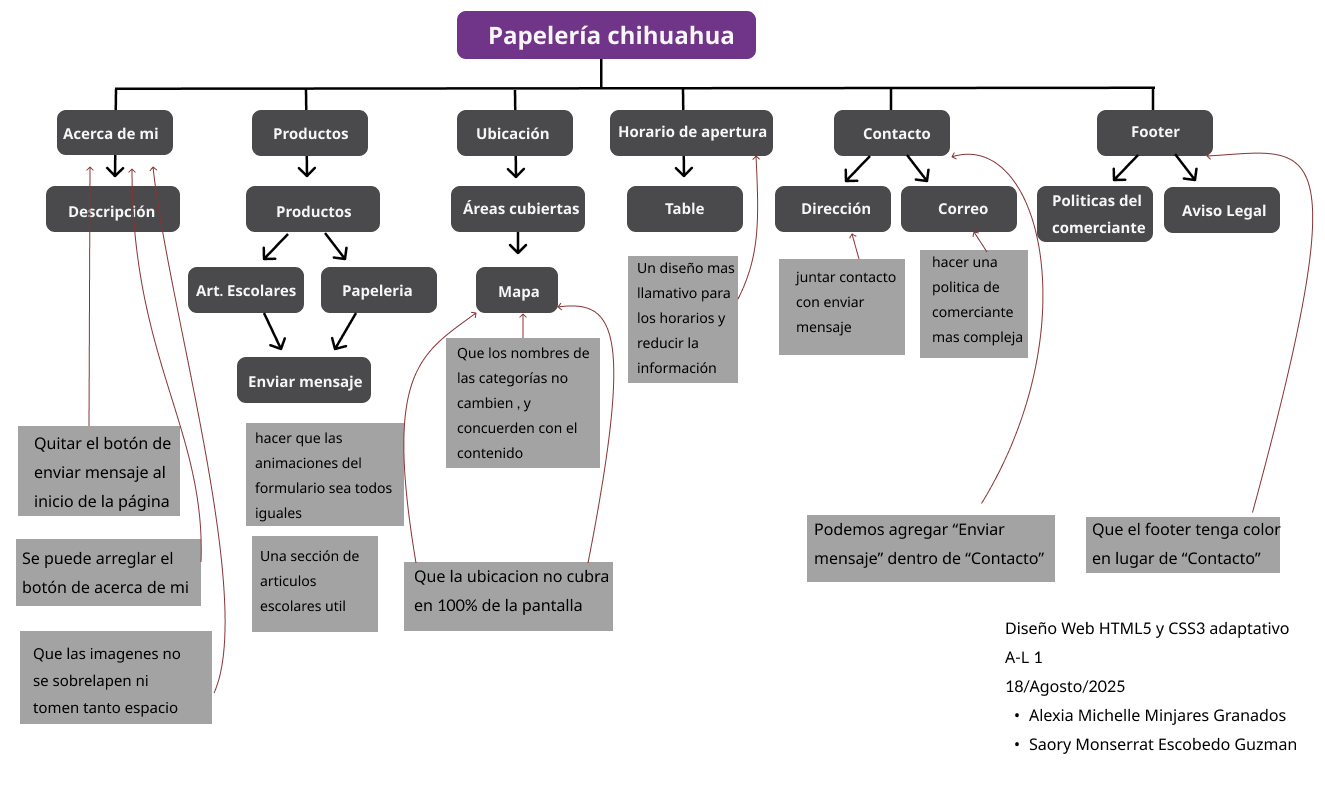 Papelería chihuahua
Acerca de mi
Productos
Ubicación
Horario de apertura
Contacto
Footer
Descripción
Productos
Áreas cubiertas
Table
Dirección
Correo
Politicas del
comerciante
Aviso Legal
Art. Escolares
Papeleria
Mapa
Enviar mensaje
Un diseño mas
llamativo para
los horarios y
reducir la
información
juntar contacto
con enviar
mensaje
hacer una
politica de
comerciante
mas compleja
Que los nombres de
las categorías no
cambien , y
concuerden con el
contenido
Quitar el botón de
enviar mensaje al
inicio de la página
hacer que las
animaciones del
formulario sea todos
iguales
Se puede arreglar el
botón de acerca de mi
Una sección de
articulos
escolares util
Que la ubicacion no cubra
en 100% de la pantalla
Podemos agregar “Enviar
mensaje” dentro de “Contacto”
Que el footer tenga color
en lugar de “Contacto”
Que las imagenes no
se sobrelapen ni
tomen tanto espacio
Diseño Web HTML5 y CSS3 adaptativo
A-L 1
18/Agosto/2025
• Alexia Michelle Minjares Granados
• Saory Monserrat Escobedo Guzman